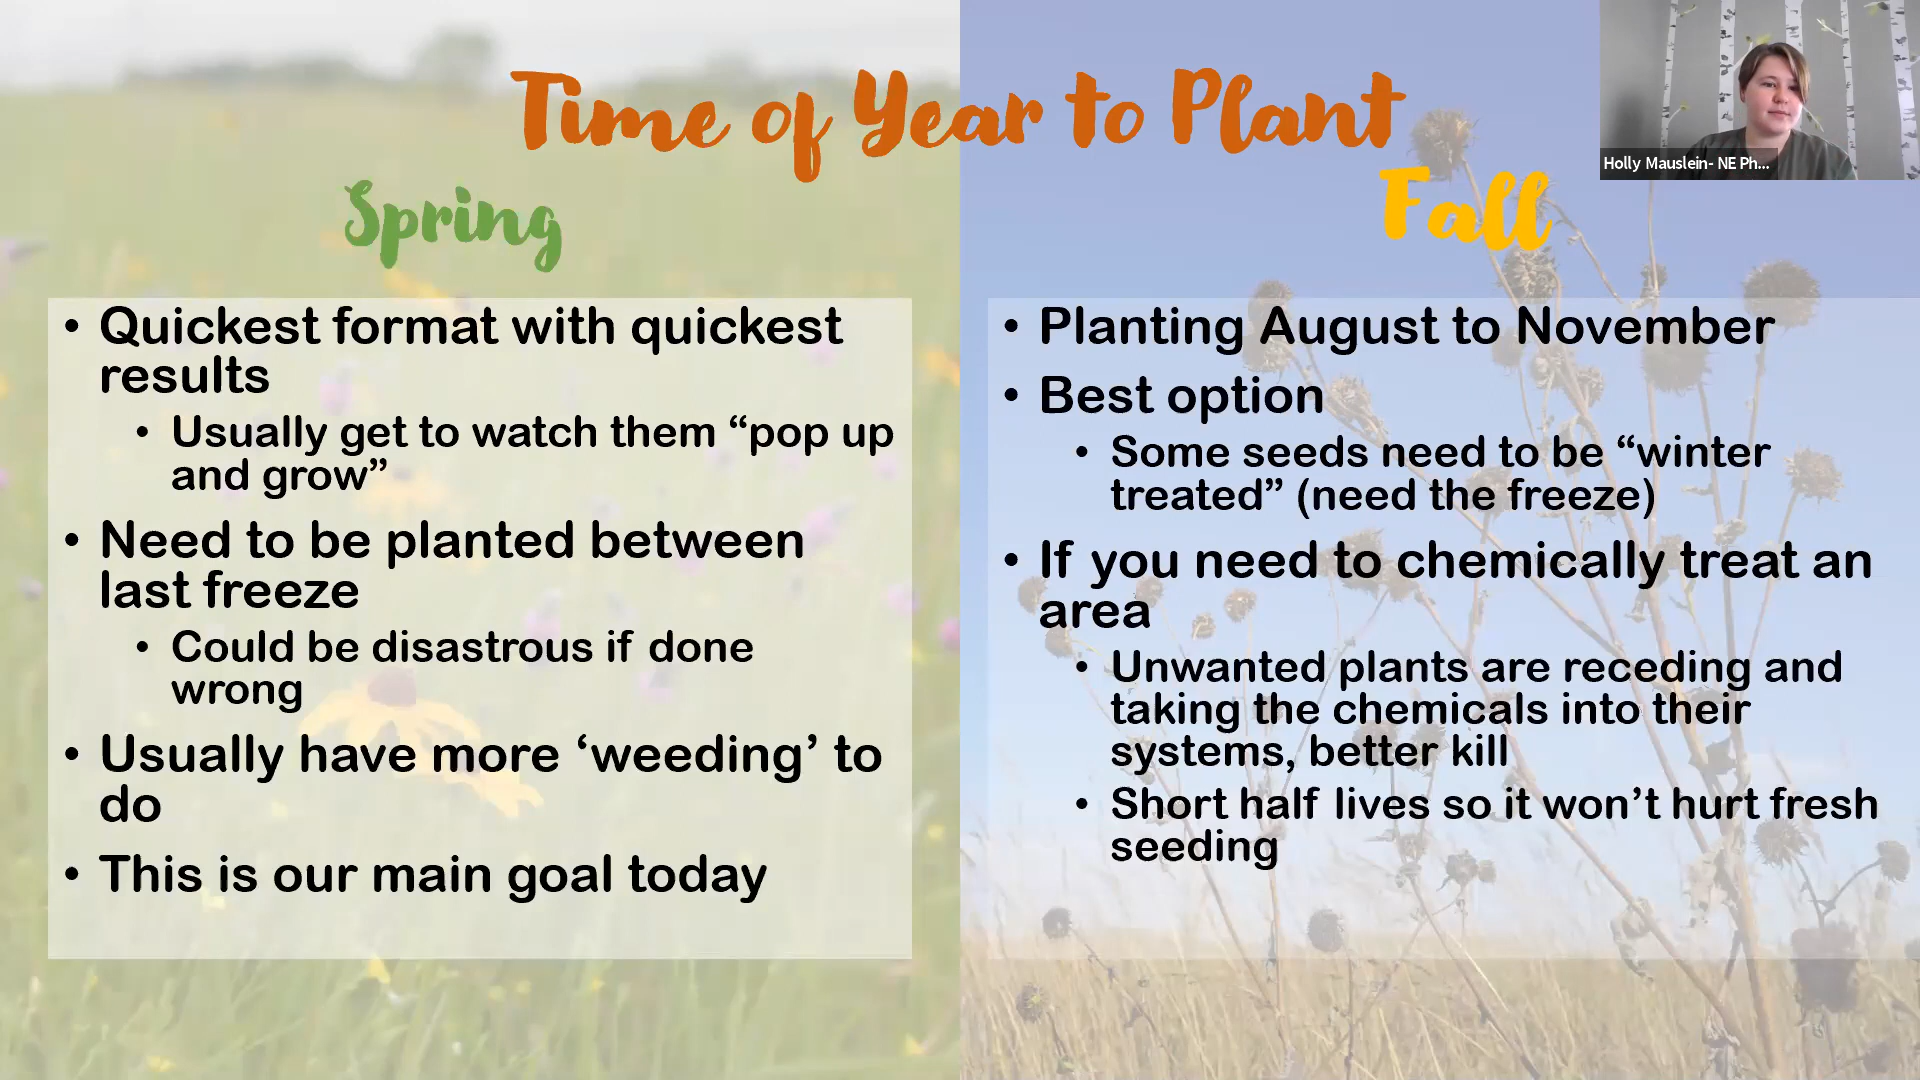 Time of Year to Plant
Holly Mauslein- NE Ph...
Spring
• Quickest format with quickest
results
• Usually get to watch them “pop up
and grow”
• Need to be planted between
last freeze
• Could be disastrous if done
wrong
• Usually have more ‘weeding’ to
do
• This is our main goal today
Fall
• Planting August to November
• Best option
• Some seeds need to be “winter
treated” (need the freeze)
• If you need to chemically treat an
area
• Unwanted plants are receding and
taking the chemicals into their
systems, better kill
• Short half lives so it won’t hurt fresh
seeding